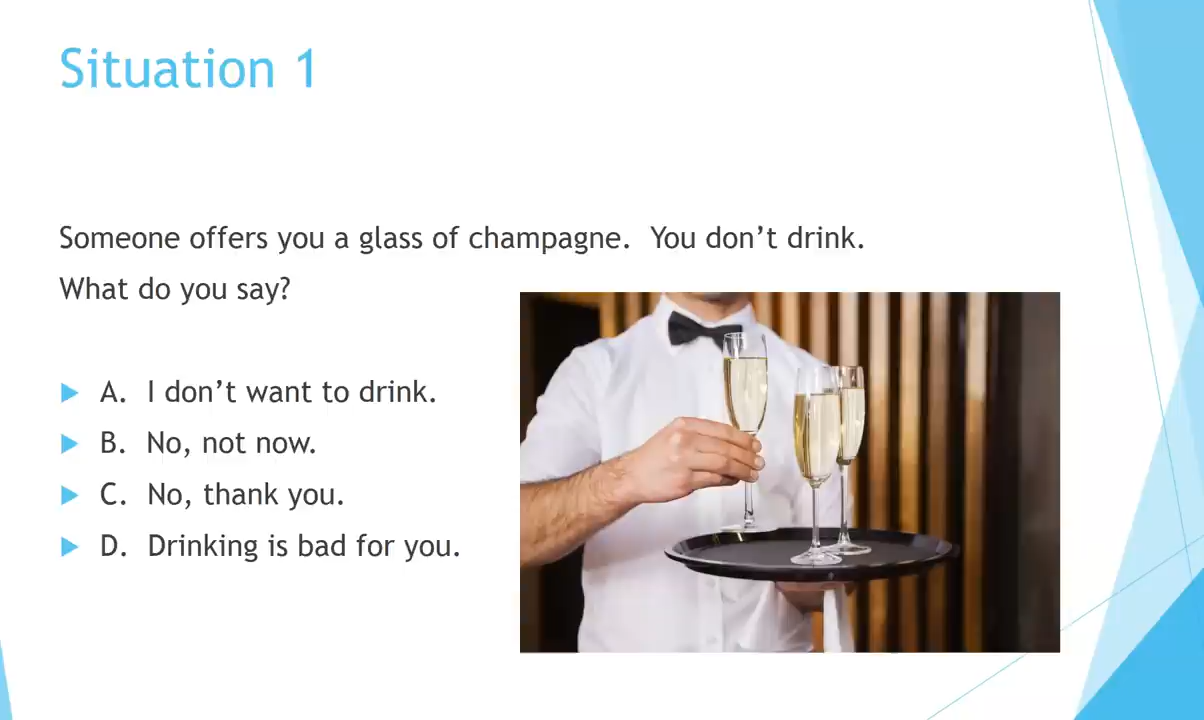 Situation 1
Someone offers you a glass of champagne.  You don’t drink.
What do you say?
A.  I don’t want to drink.
B.  No, not now.
C.  No, thank you.
D.  Drinking is bad for you.